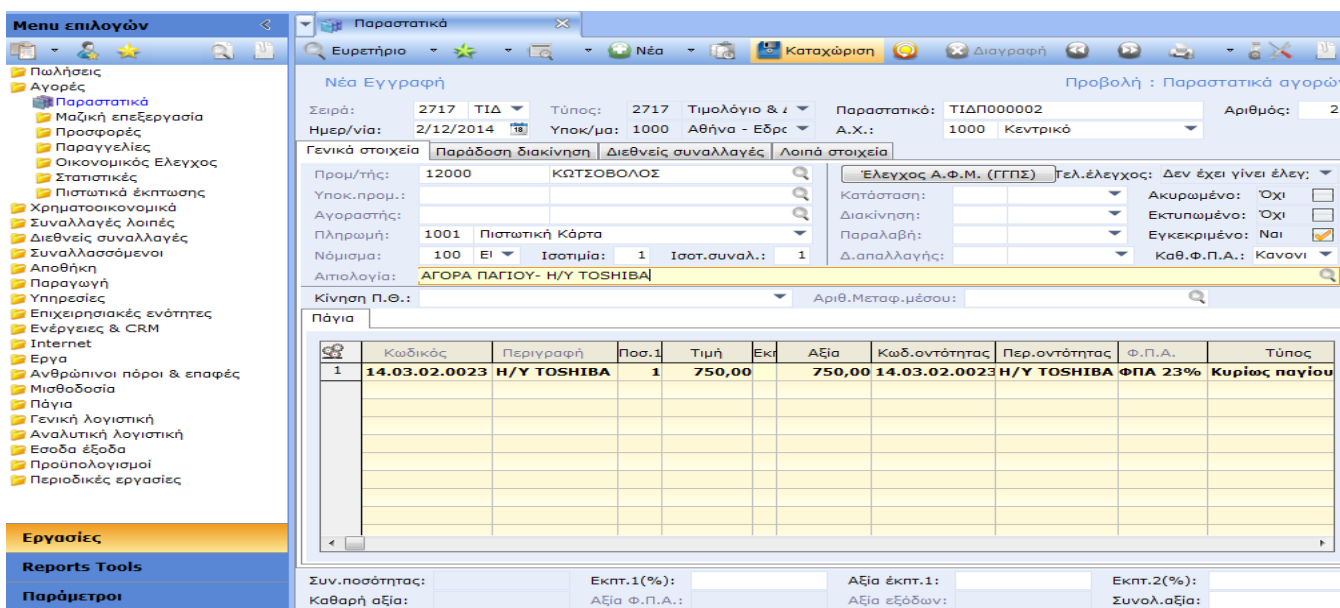 Menu επιλογών
Παραστατικά
Ευρετήριο Νέα Καταχώριση Διαγραφή
Πωλήσεις
Αγορές
Παραστατικά
Μαζική επεξεργασία
Προσφορές
Παραγγελίες
Οικονομικός Ελεγχος
Στατιστικές
Πιστωτικά έκπτωσης
Χρηματοοικονομικά
Συναλλαγές λοιπές
Διεθνείς συναλλαγές
Συναλλασσόμενοι
Αποθήκη
Παραγωγή
Υπηρεσίες
Επιχειρησιακές ενότητες
Ενέργειες & CRM
Internet
Εργα
Ανθρώπινοι πόροι & επαφές
Μισθοδοσία
Πάγια
Γενική λογιστική
Αναλυτική λογιστική
Εσοδα έξοδα
Προϋπολογισμοί
Περιοδικές εργασίες
Εργασίες
Reports Tools
Παράμετροι
Νέα Εγγραφή Προβολή : Παραστατικά αγορών
Σειρά: 2717 ΤΙΔ Τύπος: 2717 Τιμολόγιο & Παραστατικό: ΤΙΔΠ000002 Αριθμός: 2
Ημερ/νία: 2/12/2014 Υποκ/μα: 1000 Αθήνα - Εδρα Α.Χ.: 1000 Κεντρικό
Γενικά στοιχεία Παράδοση διακίνηση Διεθνείς συναλλαγές Λοιπά στοιχεία
Προμ/τής: 12000 ΚΩΤΣΟΒΟΛΟΣ Έλεγχος Α.Φ.Μ. (ΓΓΠΣ) Τελ.έλεγχος: Δεν έχει γίνει έλεγ;
Υποκ.προμ.: Κατάσταση: Ακυρωμένο: Όχι
Αγοραστής: Διακίνηση: Εκτυπωμένο: Όχι
Πληρωμή: 1001 Πιστωτική Κάρτα Παραλαβή: Εγκεκριμένο: Ναι
Νόμισμα: 100 Ισοτιμία: 1 Ισοτ.συναλ.: 1 Δ.απαλλαγής: Καθ.Φ.Π.Α.: Κανονι
Αιτιολογία: ΑΓΟΡΑ ΠΑΓΙΟΥ- Η/Υ TOSHIBA
Κίνηση Π.Θ.: Αριθ.Μεταφ.μέσου:
Πάγια
Κωδικός Περιγραφή Ποσ.1 Τιμή Εκπ Αξία Κωδ.οντότητας Περ.οντότητας Φ.Π.Α. Τύπος
1 14.03.02.0023 Η/Υ TOSHIBA 1 750,00 750,00 14.03.02.0023 Η/Υ TOSHIBA ΦΠΑ 23% Κυρίως παγίου
Συν.ποσότητας: Εκπτ.1(%): Αξία έκπτ.1: Εκπτ.2(%):
Καθαρή αξία: Αξία Φ.Π.Α.: Αξία εξόδων: Συνολ.αξία: